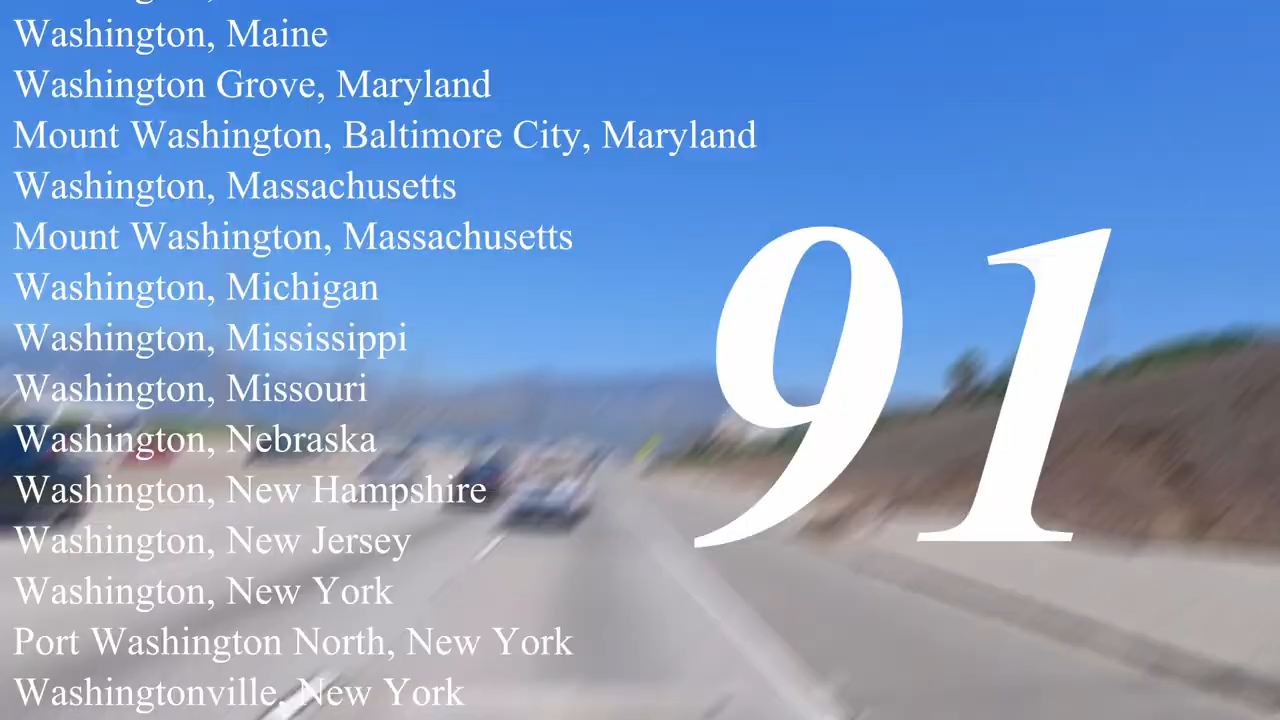 Washington, Maine
Washington Grove, Maryland
Mount Washington, Baltimore City, Maryland
Washington, Massachusetts
Mount Washington, Massachusetts
Washington, Michigan
Washington, Mississippi
Washington, Missouri
Washington, Nebraska
Washington, New Hampshire
Washington, New Jersey
Washington, New York
Port Washington North, New York
Washingtonville, New York
91